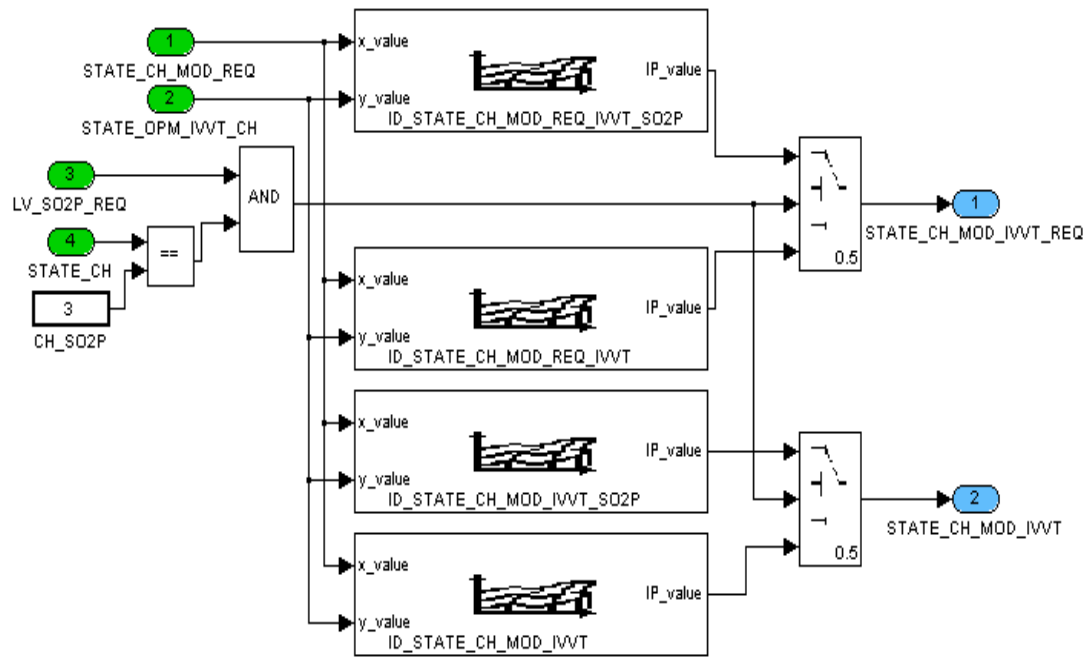 1
STATE_CH_MOD_REQ
2
STATE_OPM_IVVT_CH
3
LV_SO2P_REQ
4
STATE_CH
3
CH_SO2P
==
AND
x_value
y_value
IP_value
ID_STATE_CH_MOD_REQ_IVVT_SO2P
x_value
y_value
IP_value
ID_STATE_CH_MOD_REQ_IVVT
x_value
y_value
IP_value
ID_STATE_CH_MOD_IVVT_SO2P
x_value
y_value
IP_value
ID_STATE_CH_MOD_IVVT
0.5
1
STATE_CH_MOD_IVVT_REQ
0.5
2
STATE_CH_MOD_IVVT